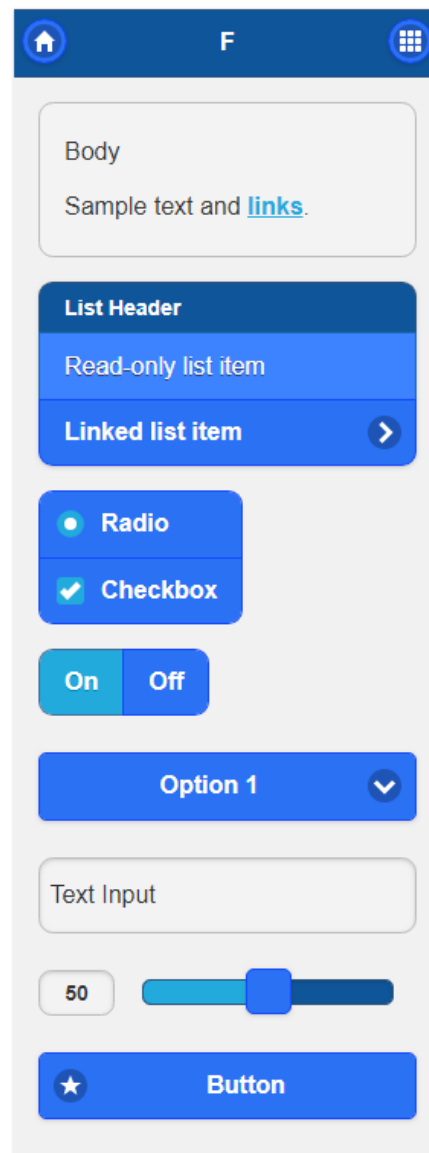 F
Body
Sample text and links.
List Header
Read-only list item
Linked list item
Radio
Checkbox
On Off
Option 1
Text Input
50
Button